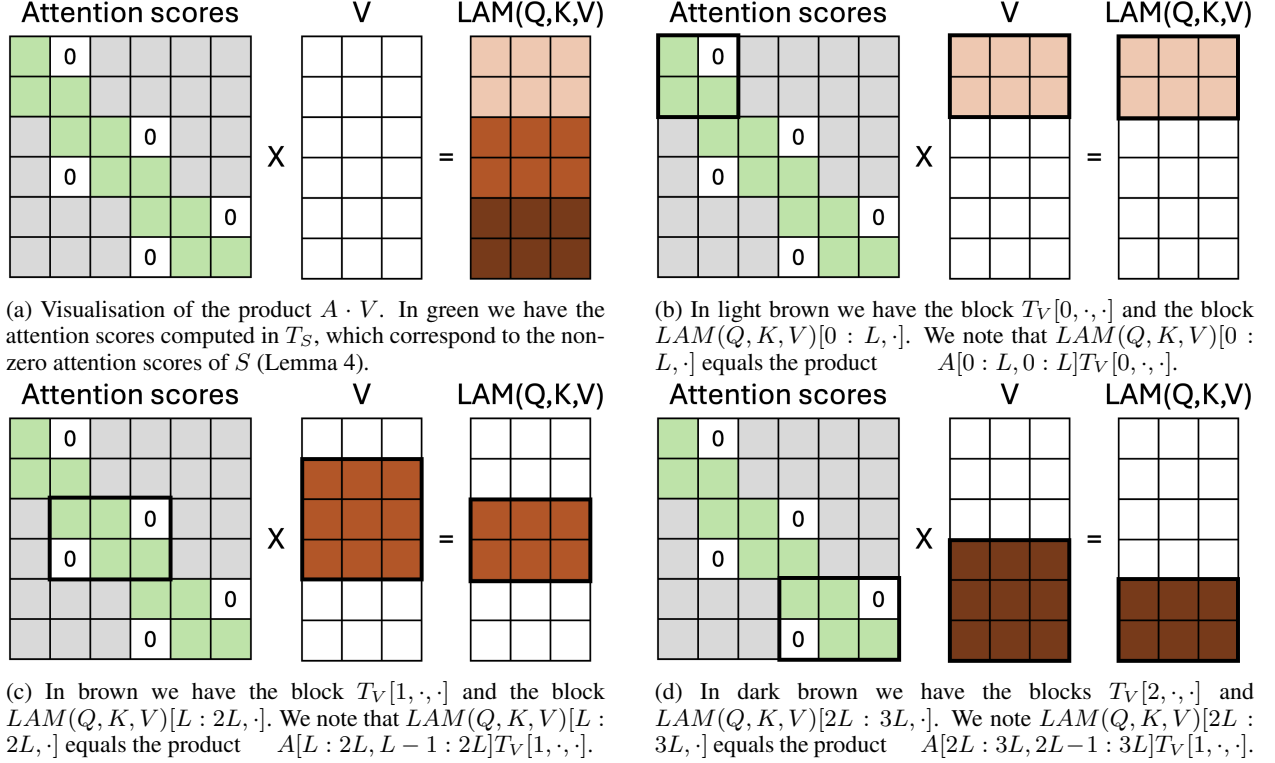 Attention scores V LAM(Q,K,V)
0
0
X =
0
0
0
(a) Visualisation of the product A · V. In green we have the
attention scores computed in T_S, which correspond to the non-
zero attention scores of S (Lemma 4).
Attention scores V LAM(Q,K,V)
0
0
X =
0
0
0
(b) In light brown we have the block T_V[0, ·, ·] and the block
LAM(Q, K, V)[0 : L, ·]. We note that LAM(Q, K, V)[0 :
L, ·] equals the product A[0 : L, 0 : L]T_V[0, ·, ·].
Attention scores V LAM(Q,K,V)
0
0
X =
0
0
0
(c) In brown we have the block T_V[1, ·, ·] and the block
LAM(Q, K, V)[L : 2L, ·]. We note that LAM(Q, K, V)[L :
2L, ·] equals the product A[L : 2L, L − 1 : 2L]T_V[1, ·, ·].
Attention scores V LAM(Q,K,V)
0
0
X =
0
0
0
(d) In dark brown we have the blocks T_V[2, ·, ·] and
LAM(Q, K, V)[2L : 3L, ·]. We note LAM(Q, K, V)[2L :
3L, ·] equals the product A[2L : 3L, 2L−1 : 3L]T_V[1, ·, ·].